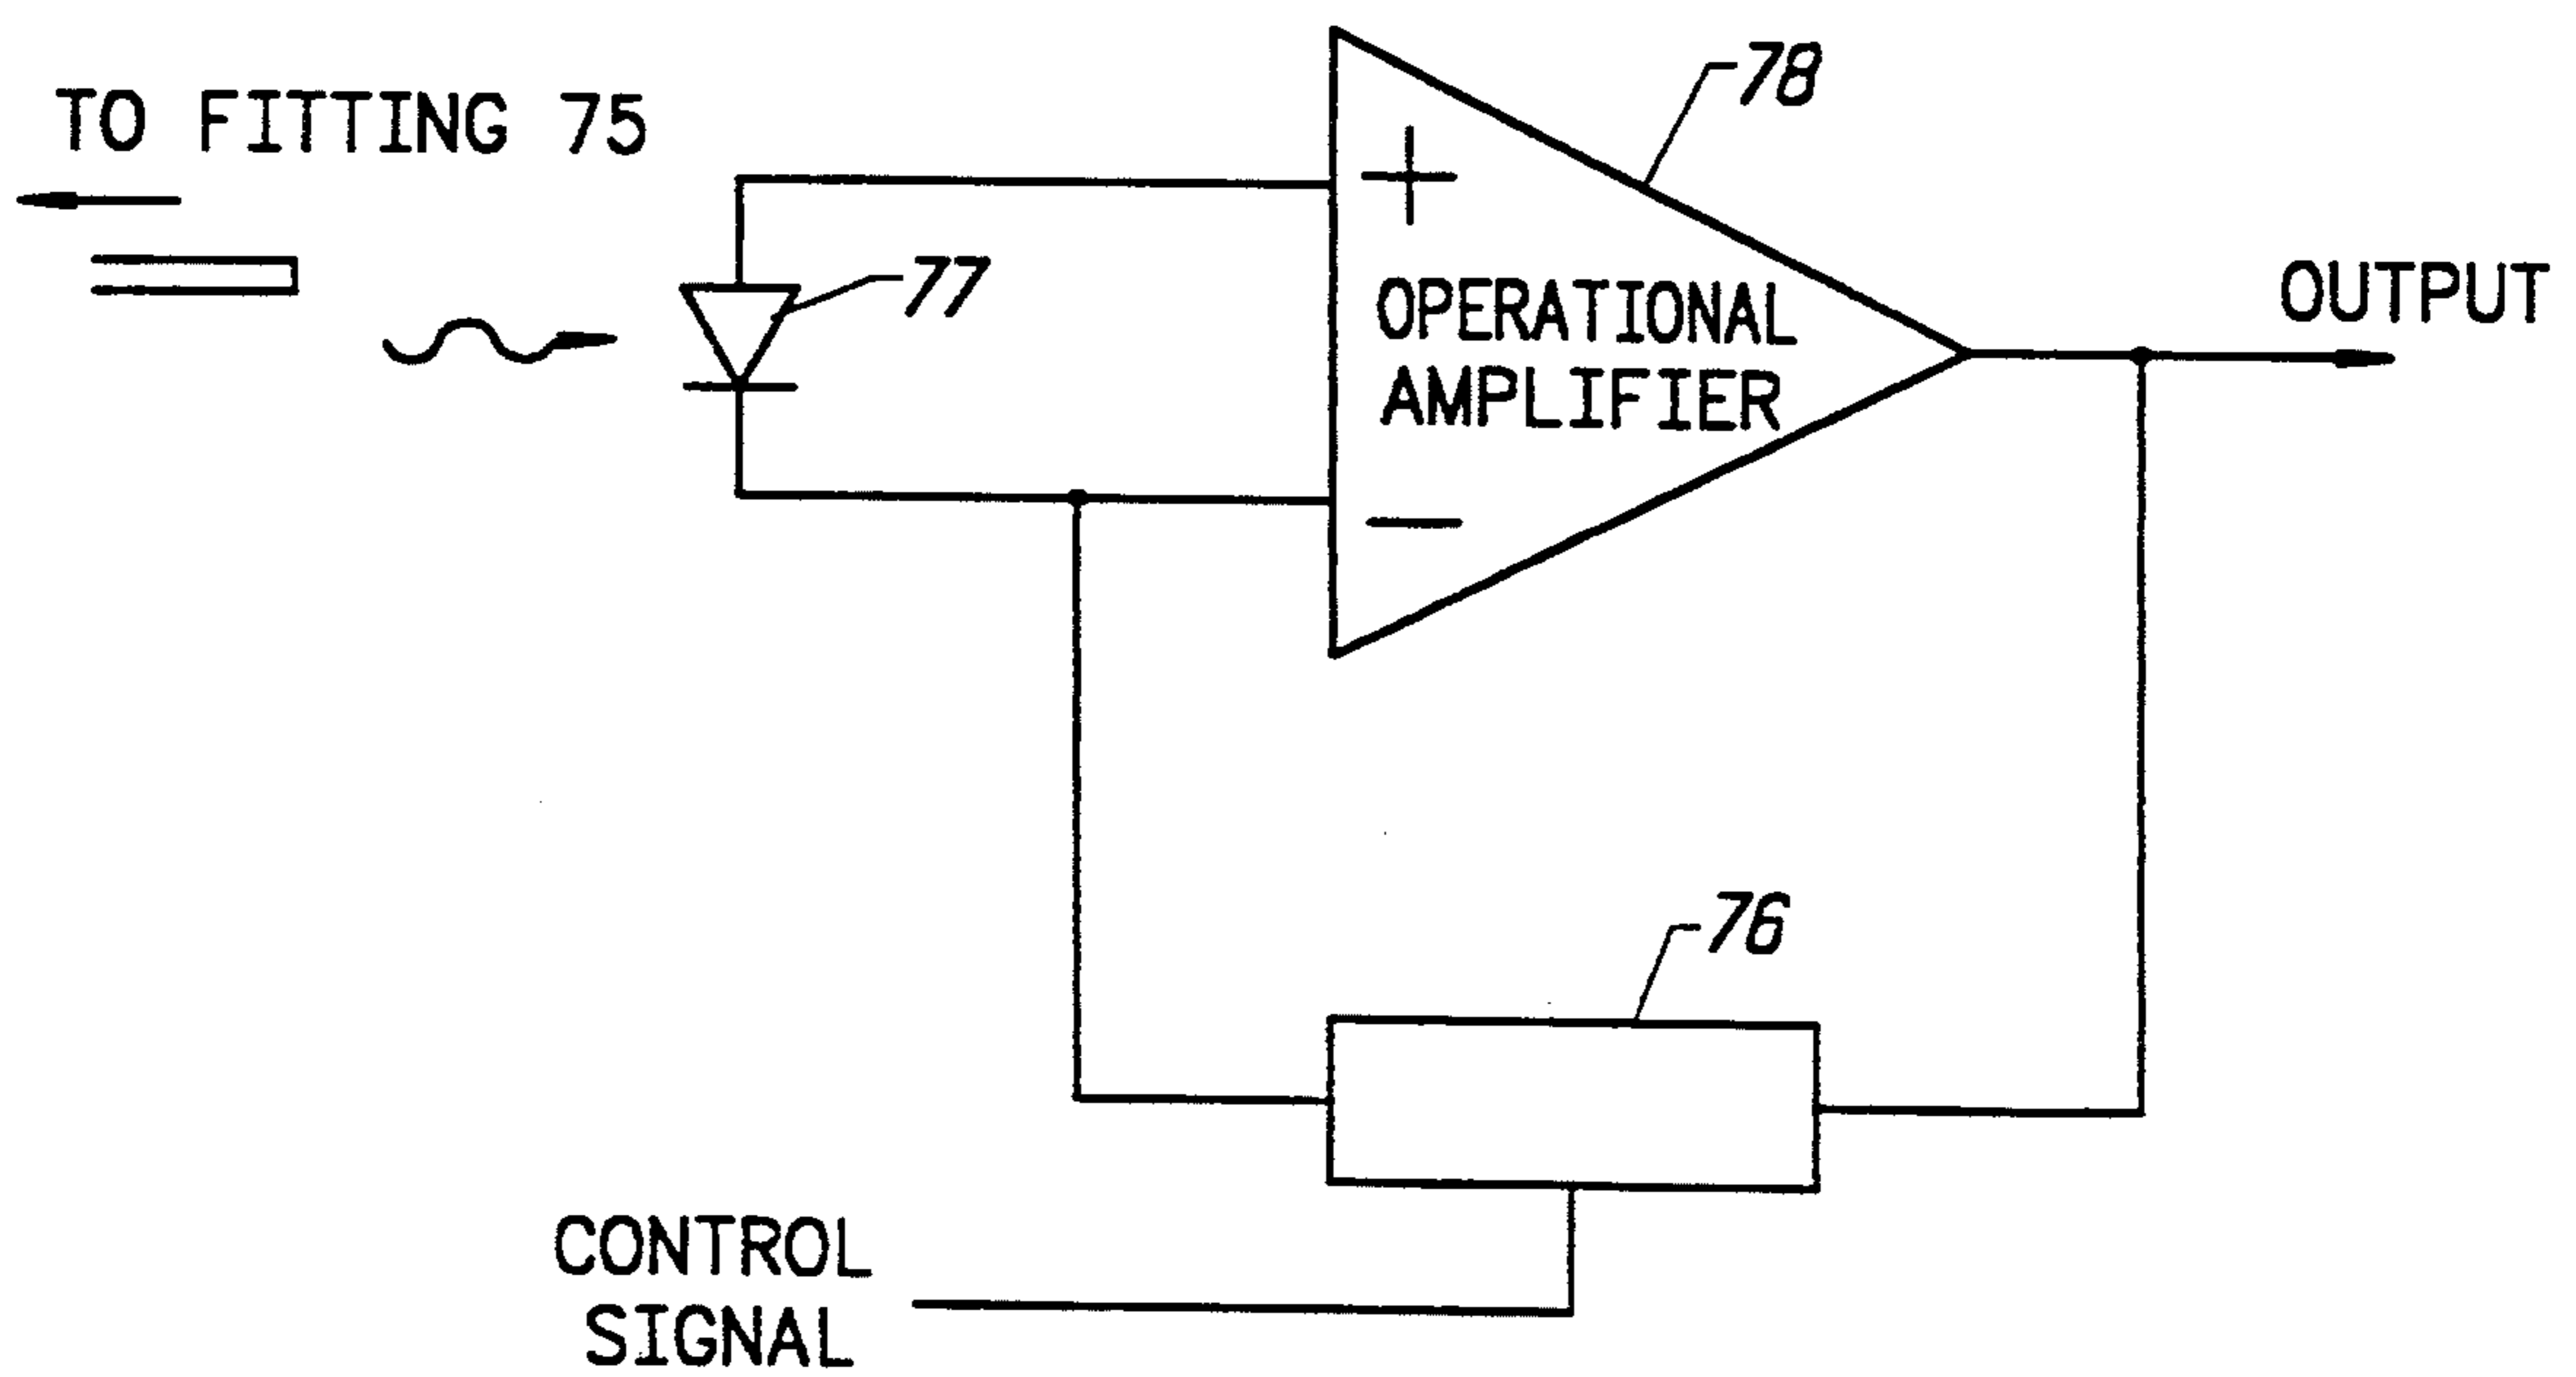 TO FITTING 75
78
+
77
OPERATIONAL
AMPLIFIER
OUTPUT
−
76
CONTROL
SIGNAL